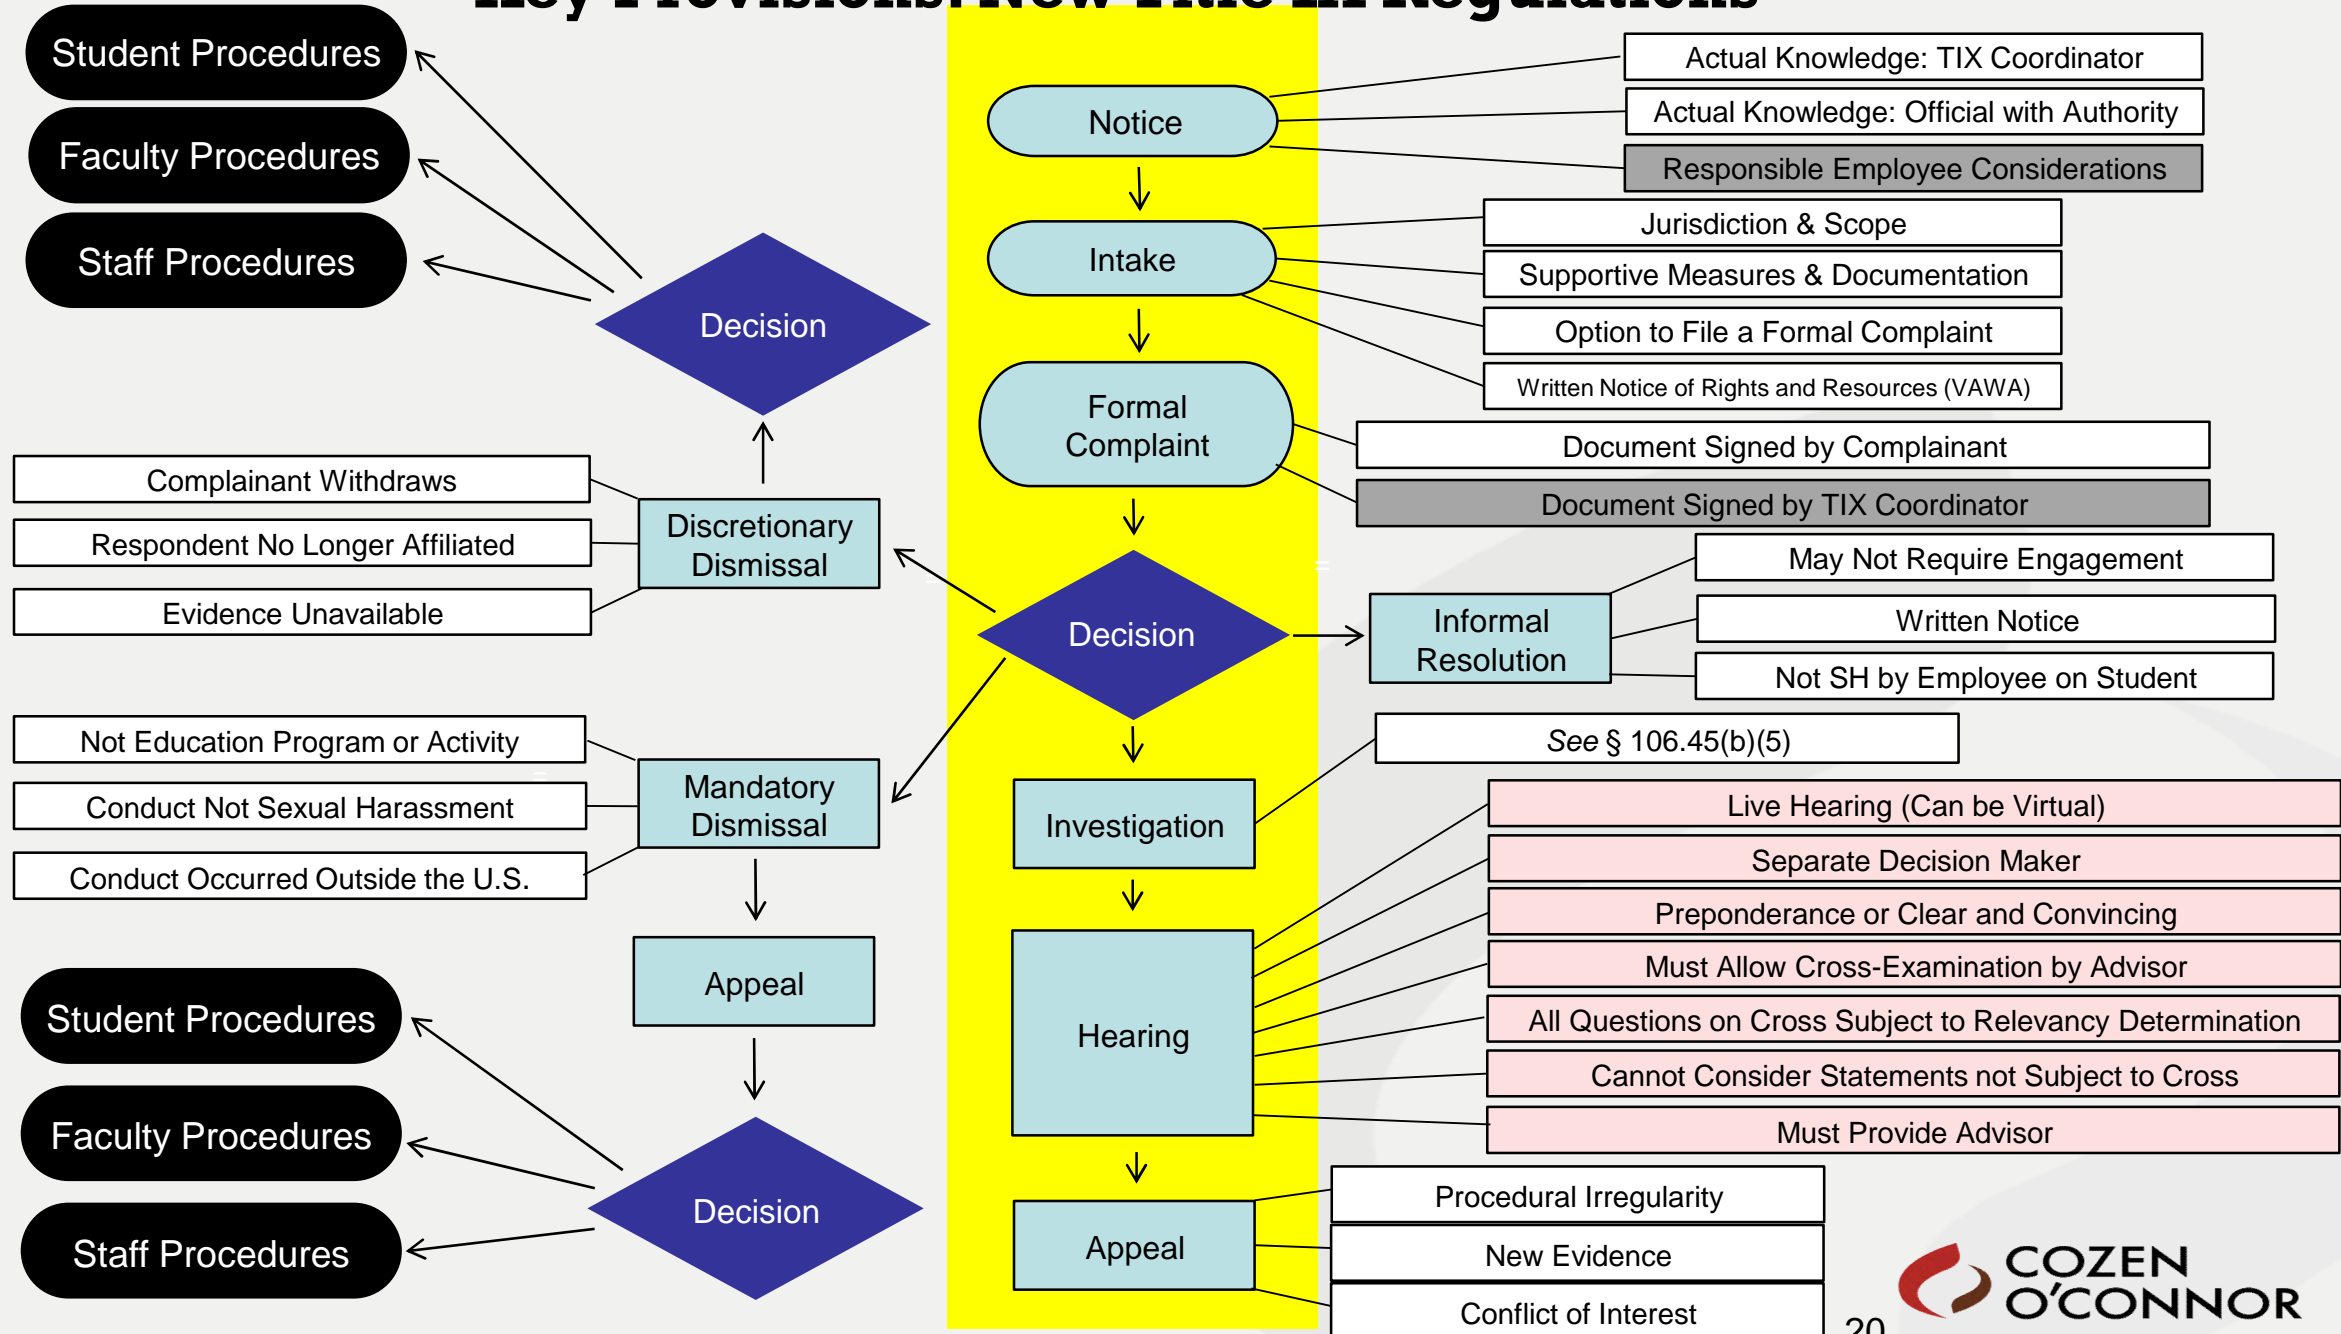 Key Provisions: New Title IX Regulations
Student Procedures
Faculty Procedures
Staff Procedures
Decision
Complainant Withdraws
Respondent No Longer Affiliated
Evidence Unavailable
Discretionary
Dismissal
Not Education Program or Activity
Conduct Not Sexual Harassment
Conduct Occurred Outside the U.S.
Mandatory
Dismissal
Appeal
Student Procedures
Faculty Procedures
Staff Procedures
Decision
Notice
Actual Knowledge: TIX Coordinator
Actual Knowledge: Official with Authority
Responsible Employee Considerations
Intake
Jurisdiction & Scope
Supportive Measures & Documentation
Option to File a Formal Complaint
Written Notice of Rights and Resources (VAWA)
Formal
Complaint
Document Signed by Complainant
Document Signed by TIX Coordinator
Decision
Informal
Resolution
May Not Require Engagement
Written Notice
Not SH by Employee on Student
Investigation
See § 106.45(b)(5)
Hearing
Live Hearing (Can be Virtual)
Separate Decision Maker
Preponderance or Clear and Convincing
Must Allow Cross-Examination by Advisor
All Questions on Cross Subject to Relevancy Determination
Cannot Consider Statements not Subject to Cross
Must Provide Advisor
Appeal
Procedural Irregularity
New Evidence
Conflict of Interest
20
COZEN
O'CONNOR